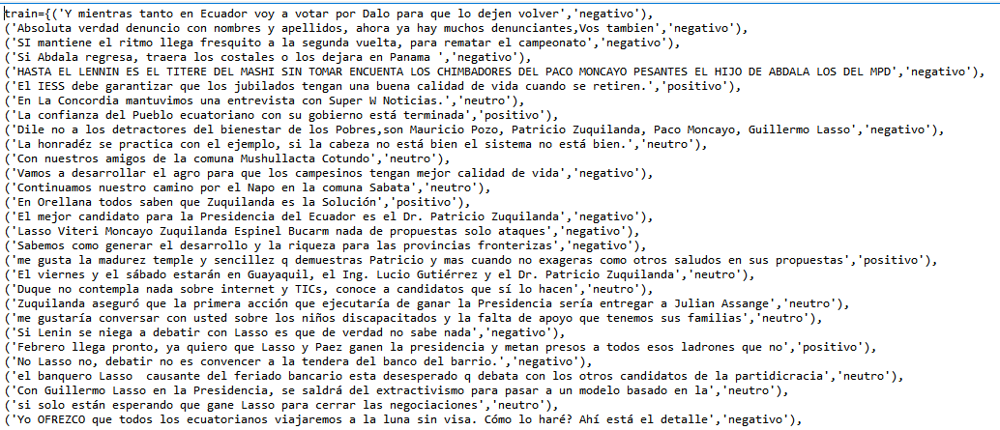 train={('Y mientras tanto en Ecuador voy a votar por Dalo para que lo dejen volver','negativo'),
('Absoluta verdad denuncio con nombres y apellidos, ahora ya hay muchos denunciantes,Vos tambien','negativo'),
('SI mantiene el ritmo llega fresquito a la segunda vuelta, para rematar el campeonato','negativo'),
('Si Abdala regresa, traera los costales o los dejara en Panama ','negativo'),
('HASTA EL LENNIN ES EL TITERE DEL MASHI SIN TOMAR ENCUENTA LOS CHIMBADORES DEL PACO MONCAYO PESANTES EL HIJO DE ABDALA LOS DEL MPD','negativo'),
('El IESS debe garantizar que los jubilados tengan una buena calidad de vida cuando se retiren.','positivo'),
('En La Concordia mantuvimos una entrevista con Super W Noticias.','neutro'),
('La confianza del Pueblo ecuatoriano con su gobierno está terminada','positivo'),
('Dile no a los detractores del bienestar de los Pobres,son Mauricio Pozo, Patricio Zuquilanda, Paco Moncayo, Guillermo Lasso','negativo'),
('La honradéz se practica con el ejemplo, si la cabeza no está bien el sistema no está bien.','neutro'),
('Con nuestros amigos de la comuna Mushullacta Cotundo','neutro'),
('Vamos a desarrollar el agro para que los campesinos tengan mejor calidad de vida','negativo'),
('Continuamos nuestro camino por el Napo en la comuna Sabata','neutro'),
('En Orellana todos saben que Zuquilanda es la Solución','positivo'),
('El mejor candidato para la Presidencia del Ecuador es el Dr. Patricio Zuquilanda','negativo'),
('Lasso Viteri Moncayo Zuquilanda Espinel Bucarm nada de propuestas solo ataques','negativo'),
('Sabemos como generar el desarrollo y la riqueza para las provincias fronterizas','negativo'),
('me gusta la madurez temple y sencillez q demuestras Patricio y mas cuando no exageras como otros saludos en sus propuestas','positivo'),
('El viernes y el sábado estarán en Guayaquil, el Ing. Lucio Gutiérrez y el Dr. Patricio Zuquilanda','neutro'),
('Duque no contempla nada sobre internet y TICs, conoce a candidatos que sí lo hacen','neutro'),
('Zuquilanda aseguró que la primera acción que ejecutaría de ganar la Presidencia sería entregar a Julian Assange','neutro'),
('me gustaría conversar con usted sobre los niños discapacitados y la falta de apoyo que tenemos sus familias','neutro'),
('Si Lenin se niega a debatir con Lasso es que de verdad no sabe nada','negativo'),
('Febrero llega pronto, ya quiero que Lasso y Paez ganen la presidencia y metan presos a todos esos ladrones que no','positivo'),
('No Lasso no, debatir no es convencer a la tendera del banco del barrio.','negativo'),
('el banquero Lasso  causante del feriado bancario esta desesperado q debata con los otros candidatos de la partidicracia','neutro'),
('Con Guillermo Lasso en la Presidencia, se saldrá del extractivismo para pasar a un modelo basado en la','neutro'),
('si solo están esperando que gane Lasso para cerrar las negociaciones','neutro'),
('Yo OFREZCO que todos los ecuatorianos viajaremos a la luna sin visa. Cómo lo haré? Ahí está el detalle','negativo'),